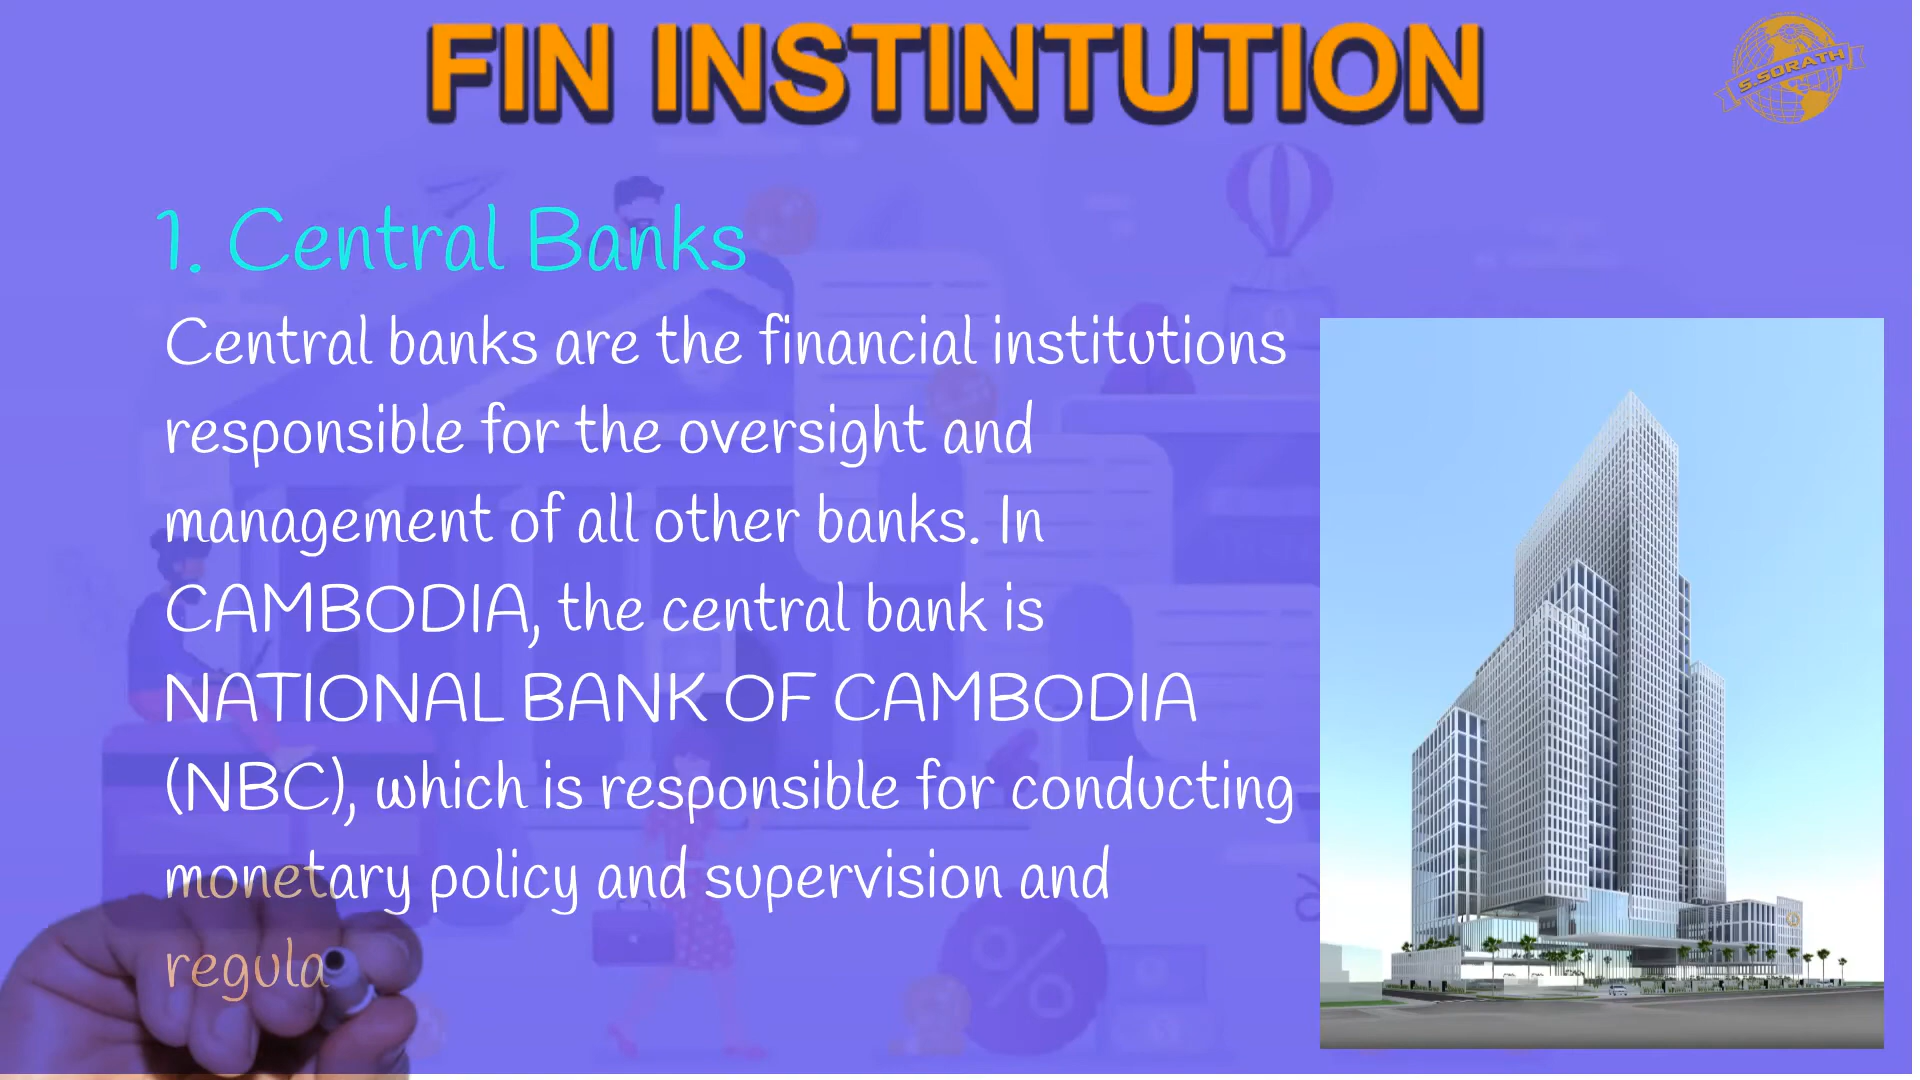 FIN INSTINTUTION
S.SORATH
1. Central Banks
Central banks are the financial institutions
responsible for the oversight and
management of all other banks. In
CAMBODIA, the central bank is
NATIONAL BANK OF CAMBODIA
(NBC), which is responsible for conducting
monetary policy and supervision and
regula
%